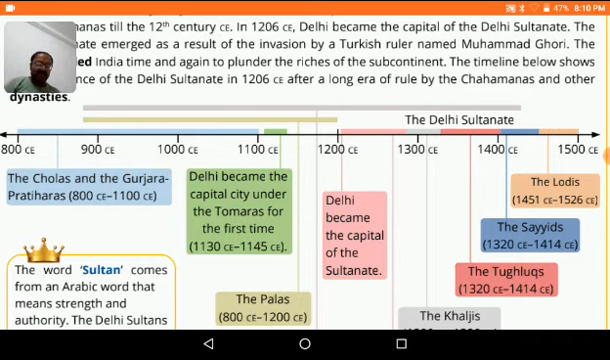 47% 8:10 PM
anas till the 12th century CE. In 1206 CE, Delhi became the capital of the Delhi Sultanate. The
ate emerged as a result of the invasion by a Turkish ruler named Muhammad Ghori. The
ed India time and again to plunder the riches of the subcontinent. The timeline below shows
nce of the Delhi Sultanate in 1206 CE after a long era of rule by the Chahamanas and other
dynasties.
The Delhi Sultanate
800 CE 900 CE 1000 CE 1100 CE 1200 CE 1300 CE 1400 CE 1500 CE
The Cholas and the Gurjara-
Pratiharas (800 CE–1100 CE)
Delhi became the
capital city under
the Tomaras for
the first time
(1130 CE–1145 CE).
Delhi
became
the capital
of the
Sultanate.
The Lodis
(1451 CE–1526 CE)
The Sayyids
(1320 CE–1414 CE)
The Tughluqs
(1320 CE–1414 CE)
The Palas
(800 CE–1200 CE)
The Khaljis
The word 'Sultan' comes
from an Arabic word that
means strength and
authority. The Delhi Sultans